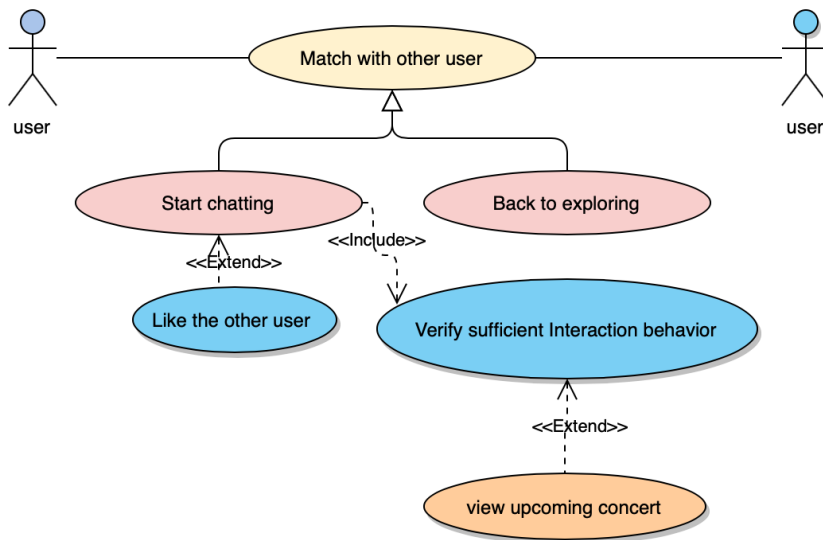 Match with other user
user
user
Start chatting
Back to exploring
<<Include>>
<<Extend>>
Like the other user
Verify sufficient Interaction behavior
<<Extend>>
view upcoming concert